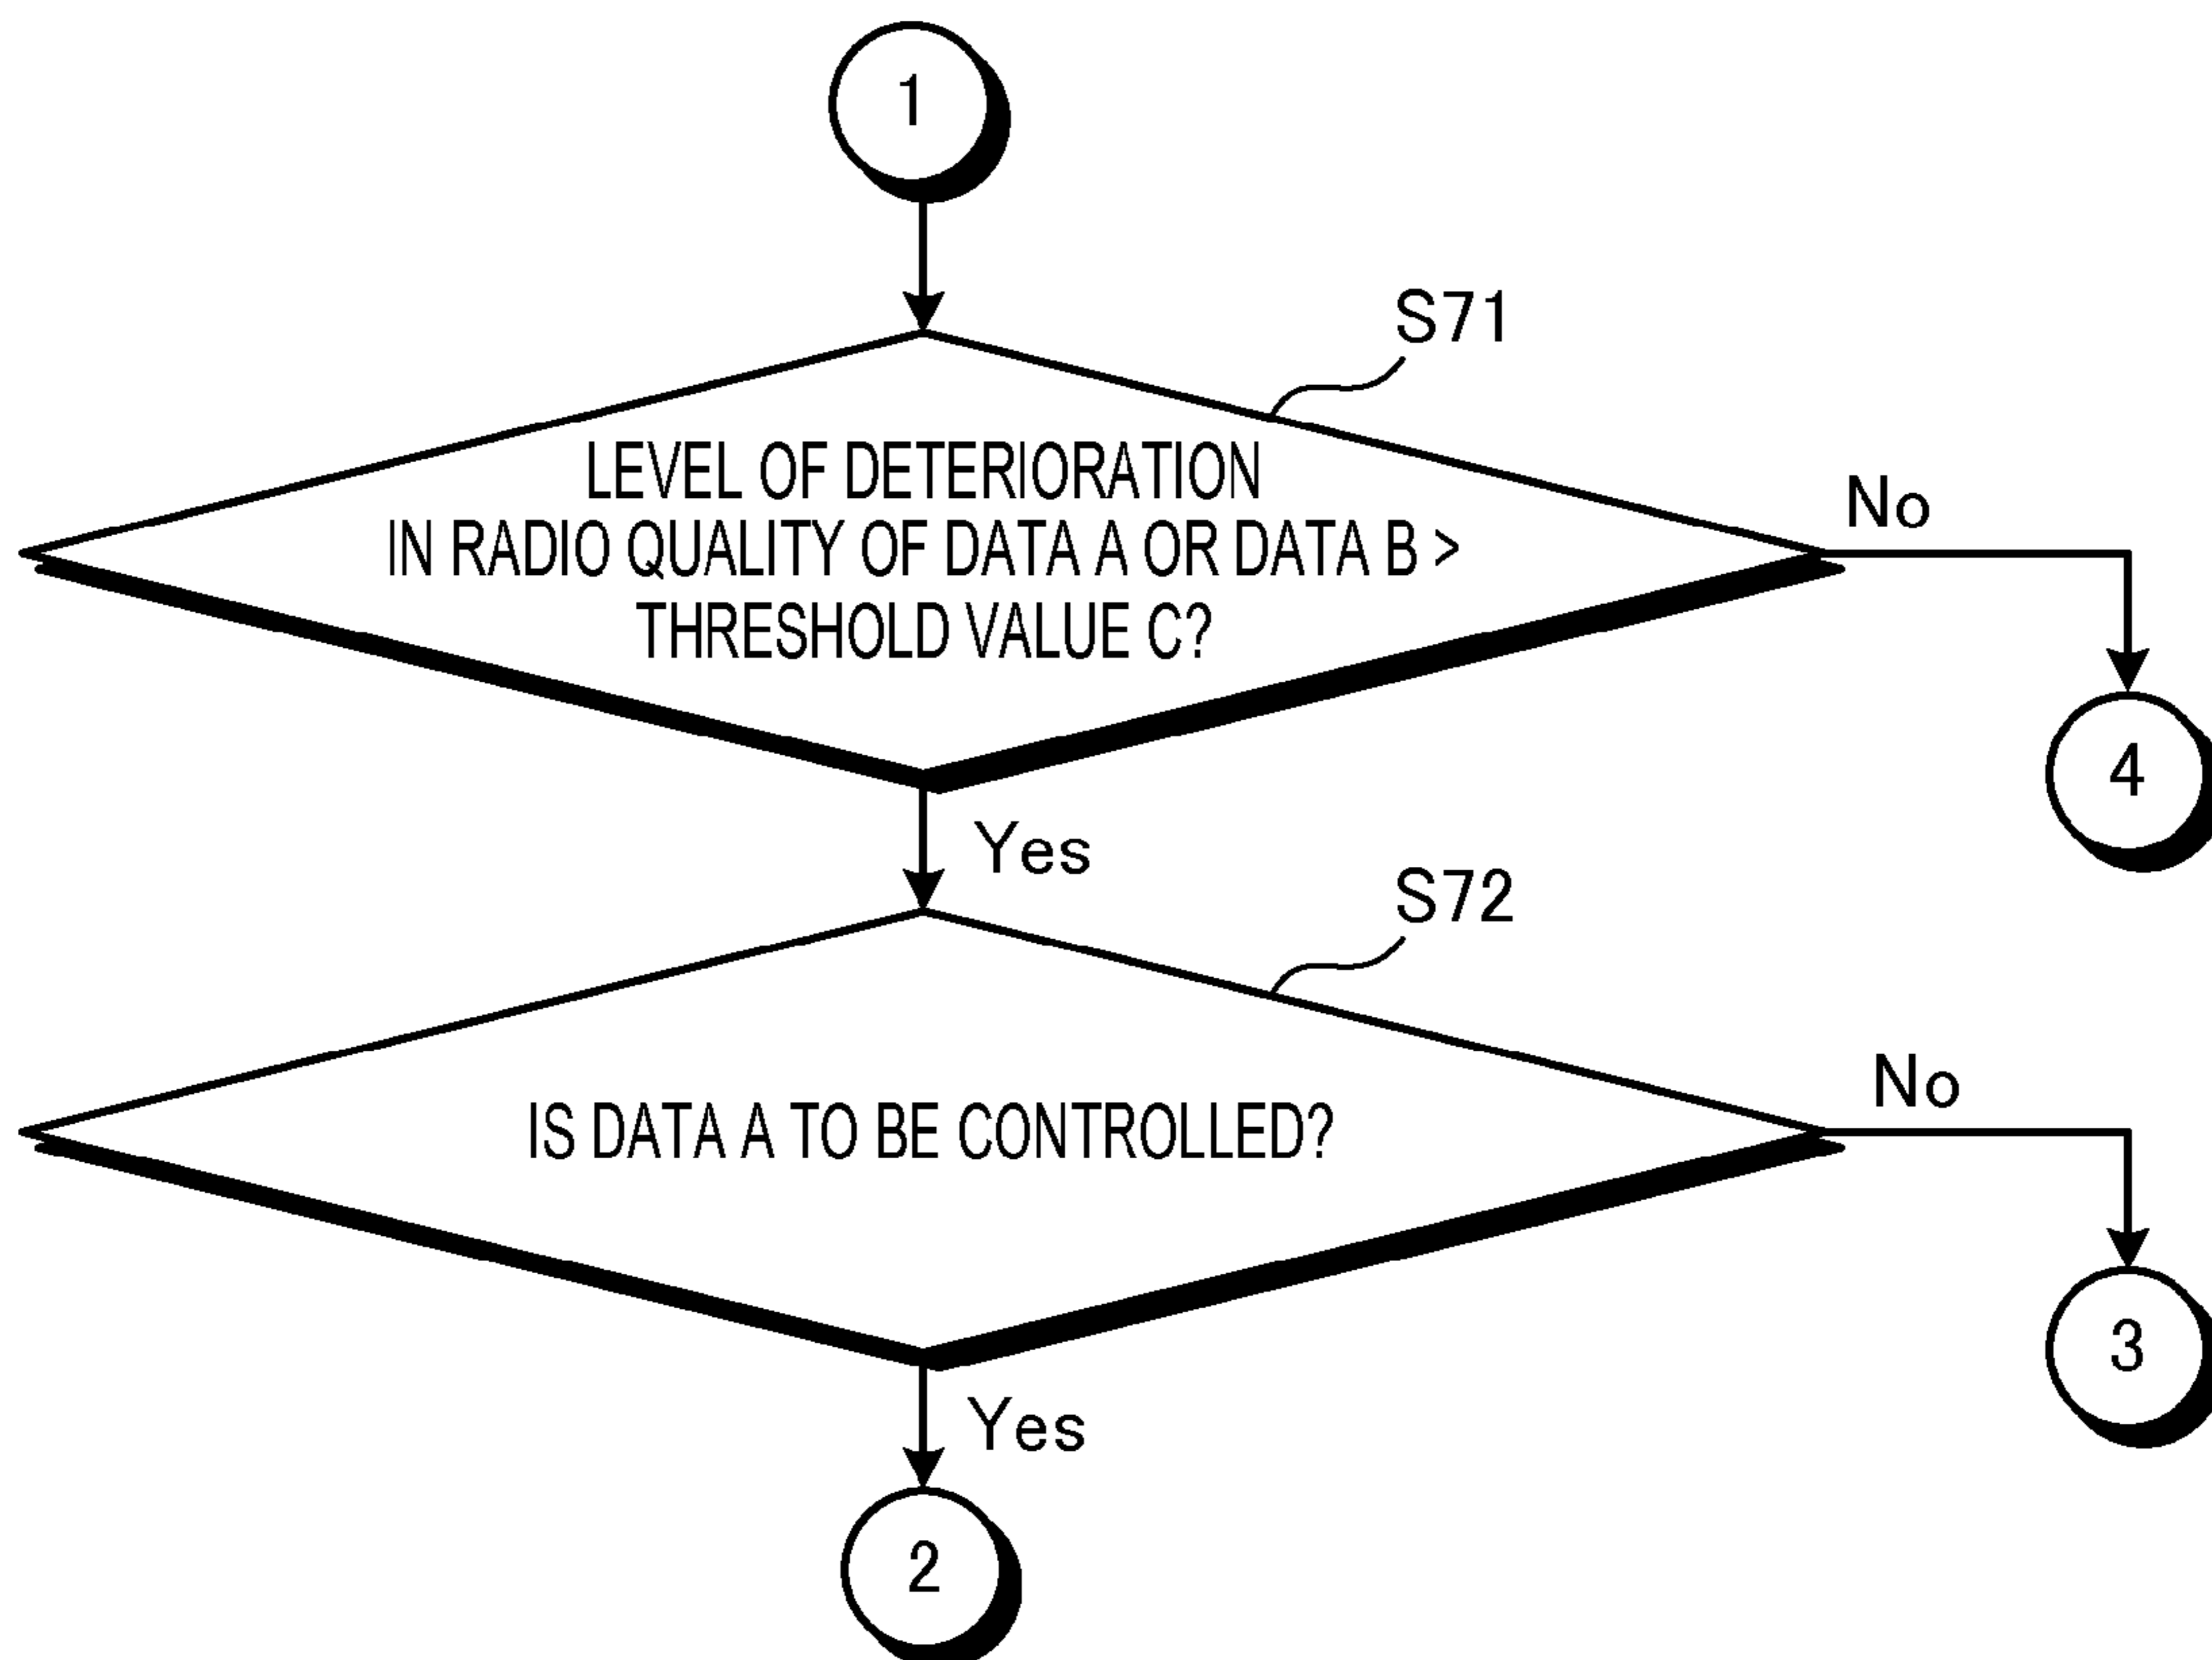 1
S71
LEVEL OF DETERIORATION
IN RADIO QUALITY OF DATA A OR DATA B >
THRESHOLD VALUE C?
No
4
Yes
S72
IS DATA A TO BE CONTROLLED?
No
3
Yes
2